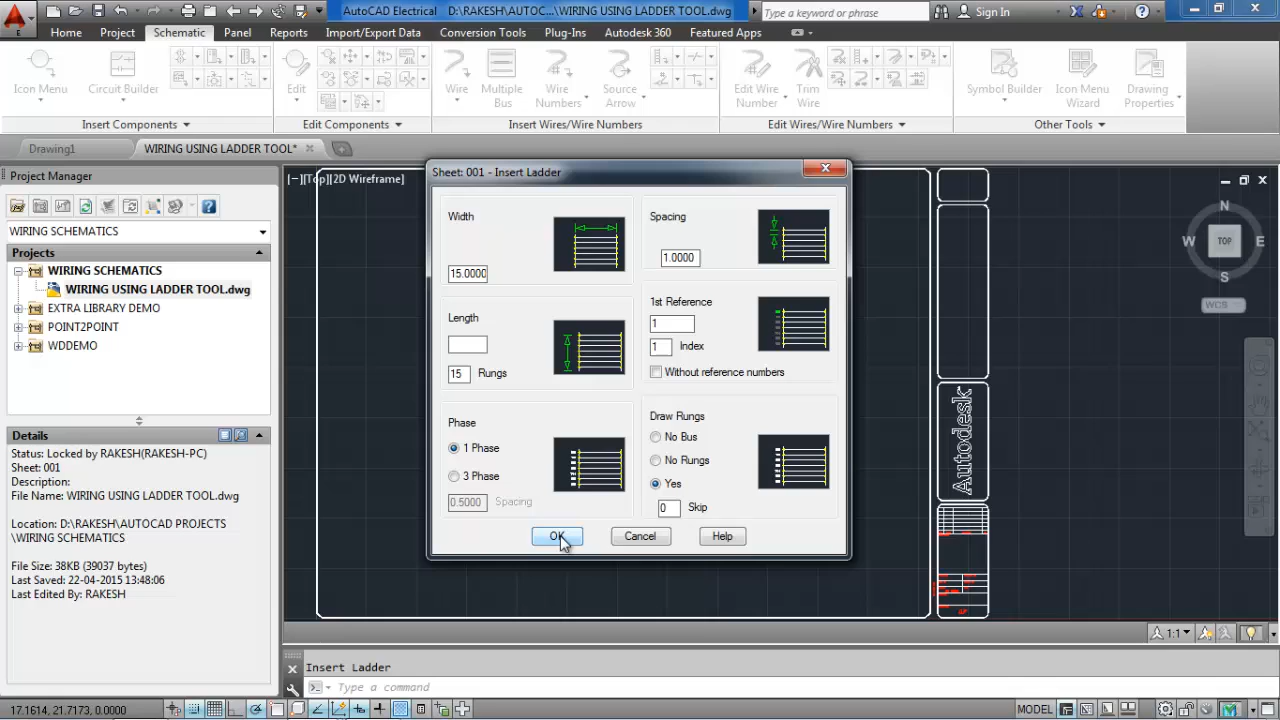 AutoCAD Electrical D:\RAKESH\AUTOC...\WIRING USING LADDER TOOL.dwg
Type a keyword or phrase
Sign In
Home Project Schematic Panel Reports Import/Export Data Conversion Tools Plug-Ins Autodesk 360 Featured Apps
Icon Menu
Circuit Builder
Edit
Wire
Multiple Bus
Wire Numbers
Source Arrow
Edit Wire Number
Trim Wire
Symbol Builder
Icon Menu Wizard
Drawing Properties
Insert Components
Edit Components
Insert Wires/Wire Numbers
Edit Wires/Wire Numbers
Other Tools
Drawing1
WIRING USING LADDER TOOL*
Project Manager
WIRING SCHEMATICS
Projects
WIRING SCHEMATICS
WIRING USING LADDER TOOL.dwg
EXTRA LIBRARY DEMO
POINT2POINT
WDDEMO
Details
Status: Locked by RAKESH(RAKESH-PC)
Sheet: 001
Description:
File Name: WIRING USING LADDER TOOL.dwg
Location: D:\RAKESH\AUTOCAD PROJECTS
\WIRING SCHEMATICS
File Size: 38KB (39037 bytes)
Last Saved: 22-04-2015 13:48:06
Last Edited By: RAKESH
[−][Top][2D Wireframe]
Sheet: 001 - Insert Ladder
Width
15.0000
Length
15 Rungs
Phase
1 Phase
3 Phase
0.5000 Spacing
Spacing
1.0000
1st Reference
1
1 Index
Without reference numbers
Draw Rungs
No Bus
No Rungs
Yes
0 Skip
OK
Cancel
Help
N
W
TOP
E
S
WCS
Autodesk
1:1
Insert Ladder
Type a command
17.1614, 21.7173, 0.0000
MODEL